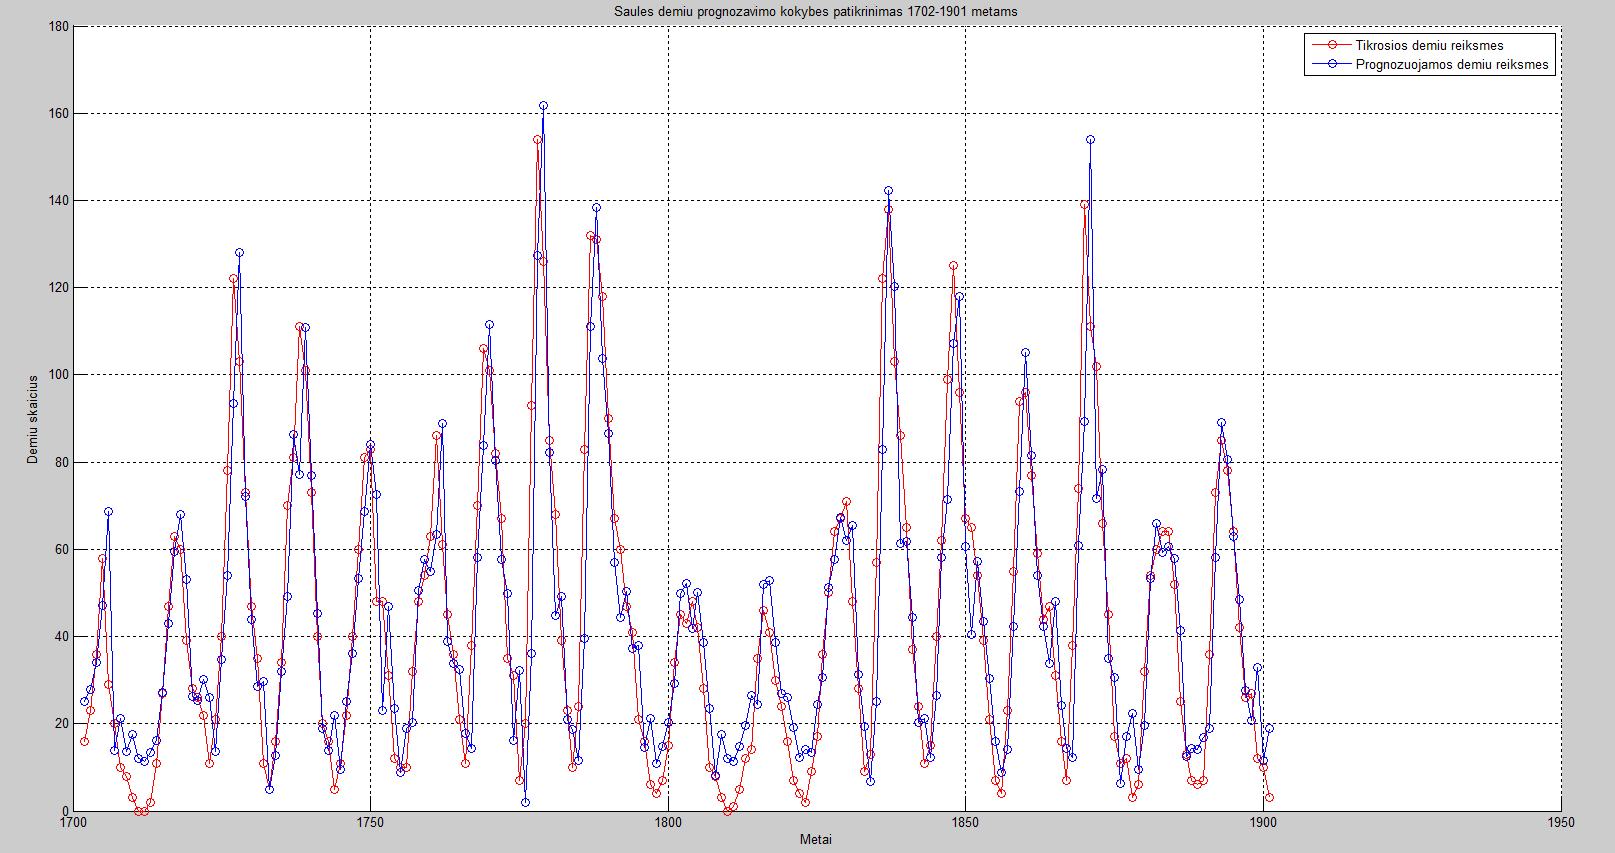 Saules demiu prognozavimo kokybes patikrinimas 1702-1901 metams
Tikrosios demiu reiksmes
Prognozuojamos demiu reiksmes
Demiu skaicius
180
160
140
120
100
80
60
40
20
0
1700 1750 1800 1850 1900 1950
Metai